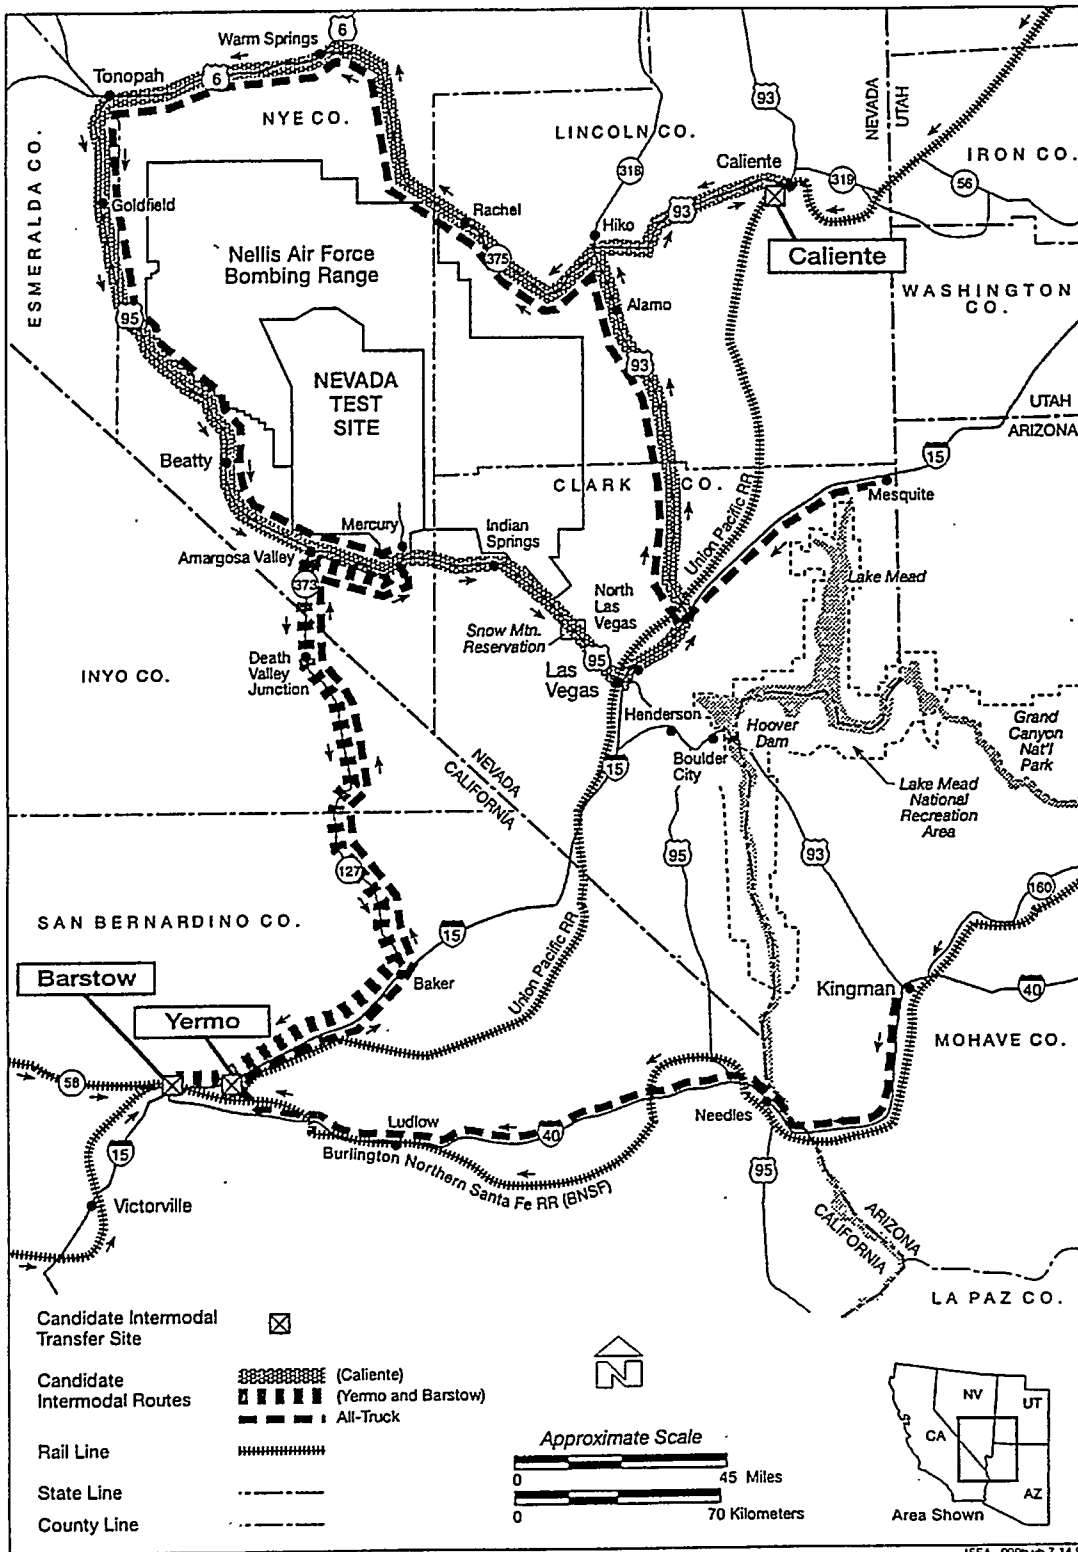 6
Warm Springs
Tonopah
6
93
NEVADA
UTAH
NYE CO.
LINCOLN CO.
IRON CO.
ESMERALDA CO.
318
Caliente
319
56
Goldfield
Rachel
93
Hiko
Nellis Air Force
Bombing Range
375
Caliente
WASHINGTON
CO.
95
Alamo
93
NEVADA
TEST
SITE
UTAH
ARIZONA
15
Beatty
CLARK CO.
Mesquite
Union Pacific RR
Mercury
Indian
Springs
Amargosa Valley
373
Lake Mead
North
Las
Vegas
Snow Mtn.
Reservation
95
Death
Valley
Junction
INYO CO.
Las
Vegas
Henderson
Hoover
Dam
Grand
Canyon
Nat'l
Park
15
Boulder
City
NEVADA
CALIFORNIA
Lake Mead
National
Recreation
Area
95
93
127
160
SAN BERNARDINO CO.
15
Union Pacific RR
Baker
Barstow
Kingman
40
Yermo
MOHAVE CO.
58
Needles
Ludlow
40
Burlington Northern Santa Fe RR (BNSF)
15
95
Victorville
ARIZONA
CALIFORNIA
LA PAZ CO.
Candidate Intermodal
Transfer Site
Candidate
Intermodal Routes
(Caliente)
(Yermo and Barstow)
All-Truck
Rail Line
State Line
County Line
N
Approximate Scale
0 45 Miles
0 70 Kilometers
NV
UT
CA
AZ
Area Shown